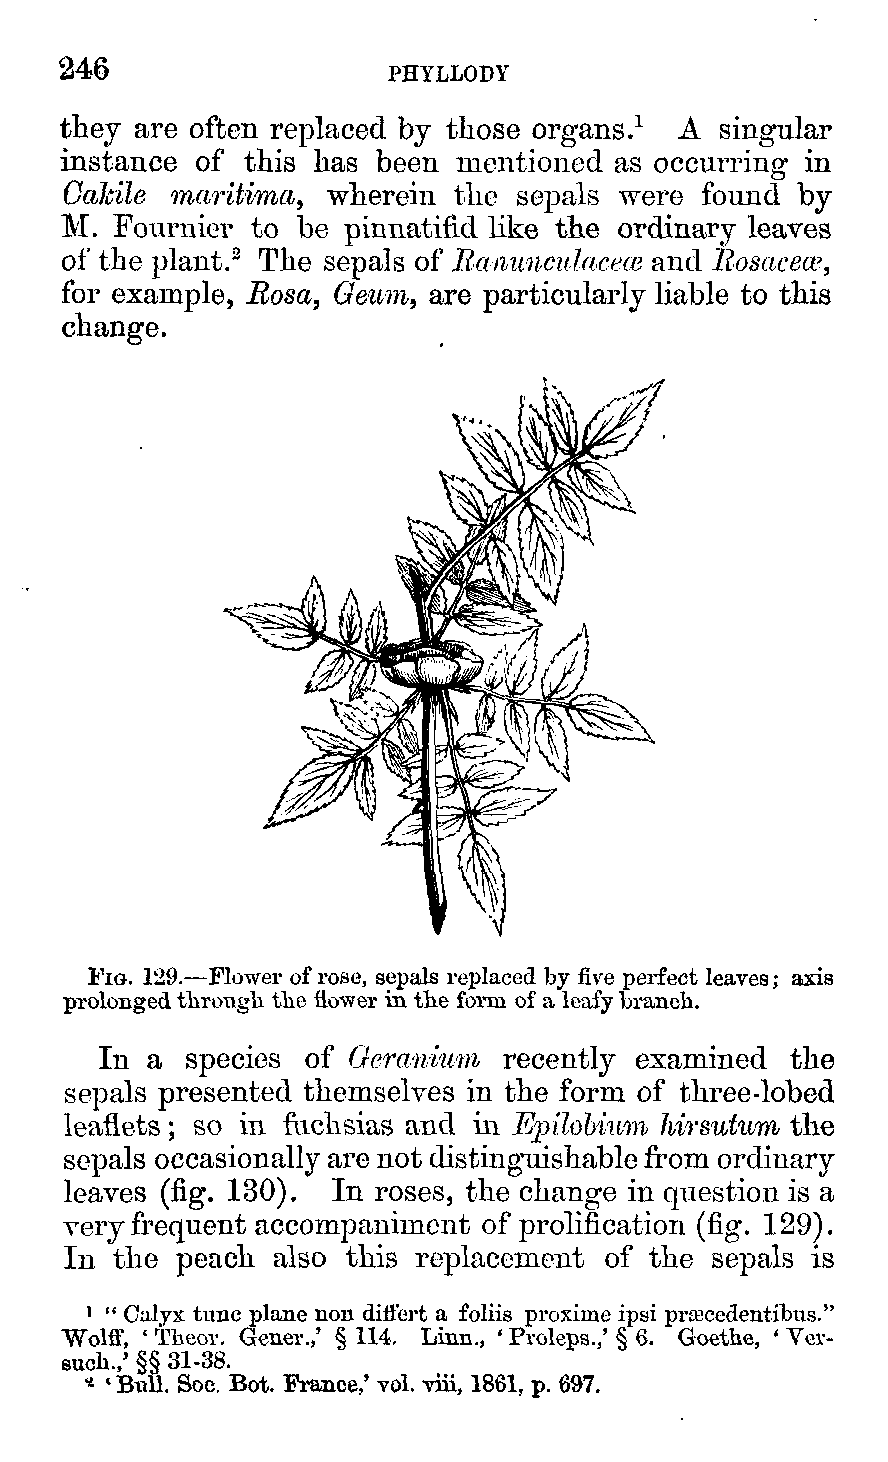 246 PHYLLODY
they are often replaced by those organs.¹ A singular
instance of this has been mentioned as occurring in
Cakile maritima, wherein the sepals were found by
M. Fournier to be pinnatifid like the ordinary leaves
of the plant.² The sepals of Ranunculaceæ and Rosaceæ,
for example, Rosa, Geum, are particularly liable to this
change.
FIG. 129.—Flower of rose, sepals replaced by five perfect leaves; axis
prolonged through the flower in the form of a leafy branch.
In a species of Geranium recently examined the
sepals presented themselves in the form of three-lobed
leaflets; so in fuchsias and in Epilobium hirsutum the
sepals occasionally are not distinguishable from ordinary
leaves (fig. 130). In roses, the change in question is a
very frequent accompaniment of prolification (fig. 129).
In the peach also this replacement of the sepals is
¹ “Calyx tunc plane non differt a foliis proxime ipsi præcedentibus.”
Wolff, ‘Theor. Gener.,’ § 114. Linn., ‘Proleps.,’ § 6. Goethe, ‘Ver-
such.,’ §§ 31-38.
² ‘Bull. Soc. Bot. France,’ vol. viii, 1861, p. 697.